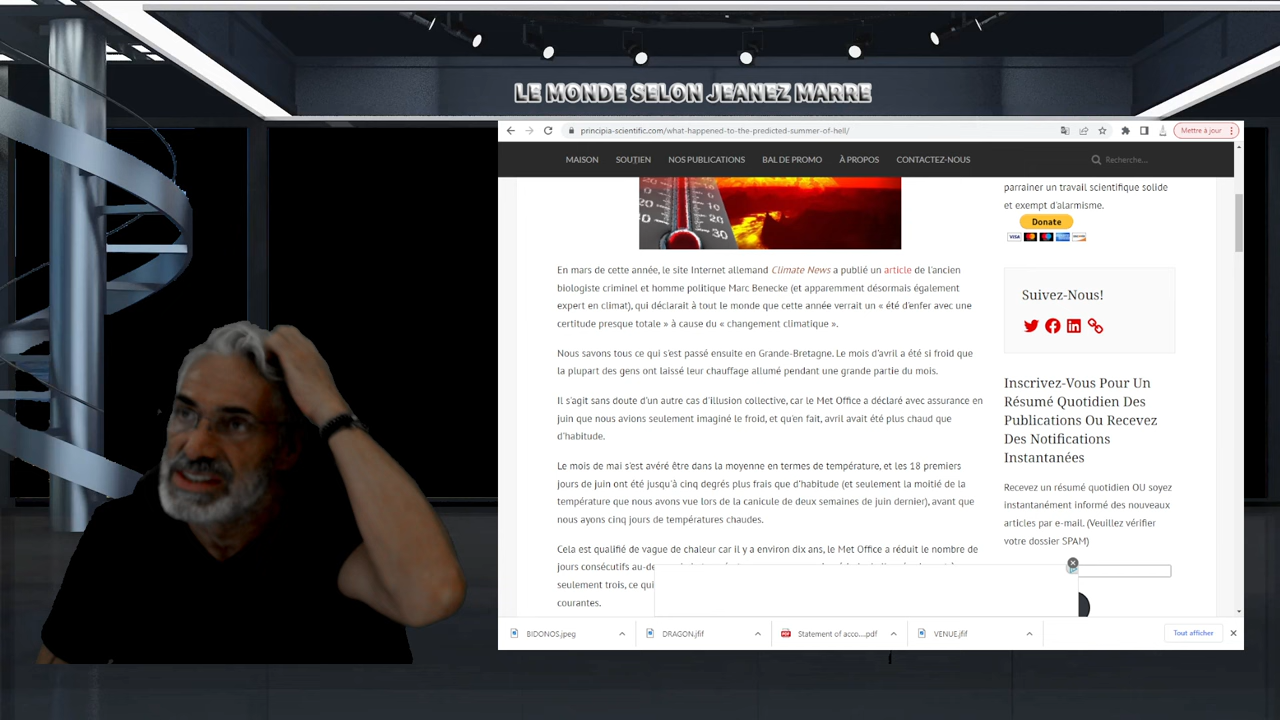 LE MONDE SELON JEANEZ MARRE
principia-scientific.com/what-happened-to-the-predicted-summer-of-hell/
Mettre à jour
MAISON SOUTIEN NOS PUBLICATIONS BAL DE PROMO À PROPOS CONTACTEZ-NOUS
Recherche...
En mars de cette année, le site Internet allemand Climate News a publié un article de l'ancien
biologiste criminel et homme politique Marc Benecke (et apparemment désormais également
expert en climat), qui déclarait à tout le monde que cette année verrait un « été d'enfer avec une
certitude presque totale » à cause du « changement climatique ».
Nous savons tous ce qui s'est passé ensuite en Grande-Bretagne. Le mois d'avril a été si froid que
la plupart des gens ont laissé leur chauffage allumé pendant une grande partie du mois.
Il s'agit sans doute d'un autre cas d'illusion collective, car le Met Office a déclaré avec assurance en
juin que nous avions seulement imaginé le froid, et qu'en fait, avril avait été plus chaud que
d'habitude.
Le mois de mai s'est avéré être dans la moyenne en termes de température, et les 18 premiers
jours de juin ont été jusqu'à cinq degrés plus frais que d'habitude (et seulement la moitié de la
température que nous avons vue lors de la canicule de deux semaines de juin dernier), avant que
nous ayons cinq jours de températures chaudes.
Cela est qualifié de vague de chaleur car il y a environ dix ans, le Met Office a réduit le nombre de
jours consécutifs au-de
seulement trois, ce qui
courantes.
parrainer un travail scientifique solide
et exempt d'alarmisme.
Donate
VISA
Suivez-Nous!
Inscrivez-Vous Pour Un
Résumé Quotidien Des
Publications Ou Recevez
Des Notifications
Instantanées
Recevez un résumé quotidien OU soyez
instantanément informé des nouveaux
articles par e-mail. (Veuillez vérifier
votre dossier SPAM)
20 10
10 20
30 30
BIDONOS.jpeg DRAGON.jfif Statement of acco....pdf VENUE.jfif Tout afficher